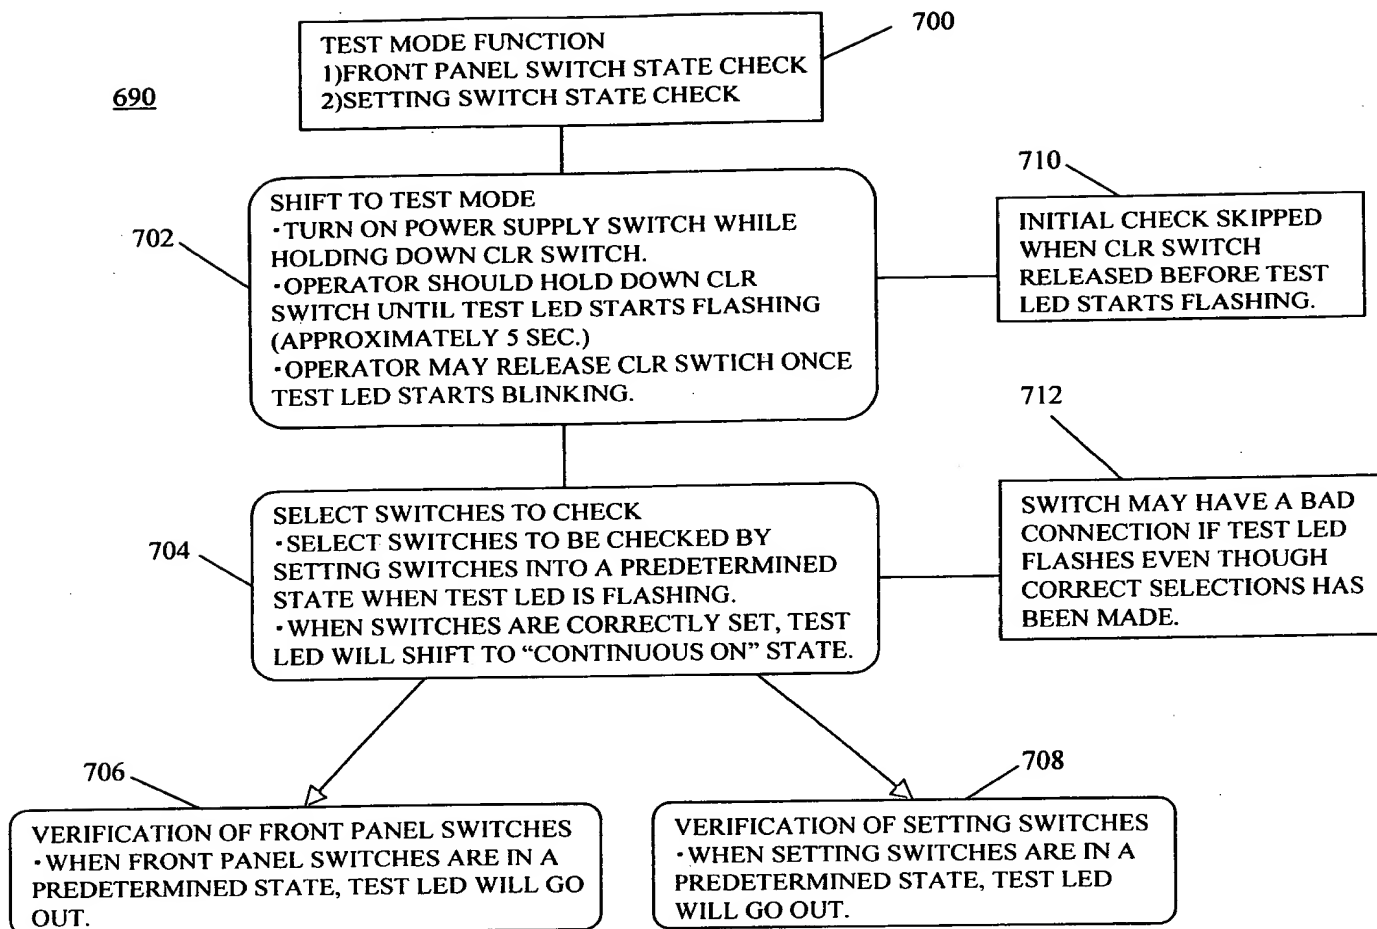 700
TEST MODE FUNCTION
1)FRONT PANEL SWITCH STATE CHECK
2)SETTING SWITCH STATE CHECK
690
702
SHIFT TO TEST MODE
·TURN ON POWER SUPPLY SWITCH WHILE
HOLDING DOWN CLR SWITCH.
·OPERATOR SHOULD HOLD DOWN CLR
SWITCH UNTIL TEST LED STARTS FLASHING
(APPROXIMATELY 5 SEC.)
·OPERATOR MAY RELEASE CLR SWTICH ONCE
TEST LED STARTS BLINKING.
710
INITIAL CHECK SKIPPED
WHEN CLR SWITCH
RELEASED BEFORE TEST
LED STARTS FLASHING.
704
SELECT SWITCHES TO CHECK
·SELECT SWITCHES TO BE CHECKED BY
SETTING SWITCHES INTO A PREDETERMINED
STATE WHEN TEST LED IS FLASHING.
·WHEN SWITCHES ARE CORRECTLY SET, TEST
LED WILL SHIFT TO “CONTINUOUS ON” STATE.
712
SWITCH MAY HAVE A BAD
CONNECTION IF TEST LED
FLASHES EVEN THOUGH
CORRECT SELECTIONS HAS
BEEN MADE.
706
VERIFICATION OF FRONT PANEL SWITCHES
·WHEN FRONT PANEL SWITCHES ARE IN A
PREDETERMINED STATE, TEST LED WILL GO
OUT.
708
VERIFICATION OF SETTING SWITCHES
·WHEN SETTING SWITCHES ARE IN A
PREDETERMINED STATE, TEST LED
WILL GO OUT.